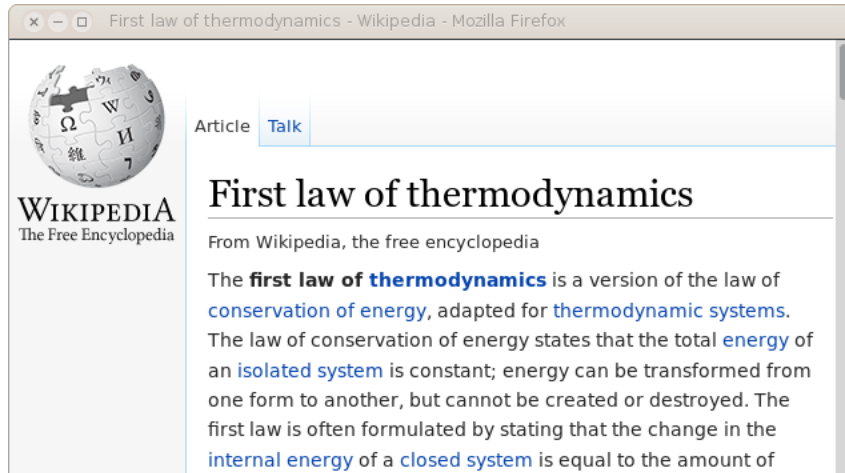 First law of thermodynamics - Wikipedia - Mozilla Firefox
Ω W И 維 7
WIKIPEDIA
The Free Encyclopedia
Article Talk
First law of thermodynamics
From Wikipedia, the free encyclopedia
The first law of thermodynamics is a version of the law of
conservation of energy, adapted for thermodynamic systems.
The law of conservation of energy states that the total energy of
an isolated system is constant; energy can be transformed from
one form to another, but cannot be created or destroyed. The
first law is often formulated by stating that the change in the
internal energy of a closed system is equal to the amount of